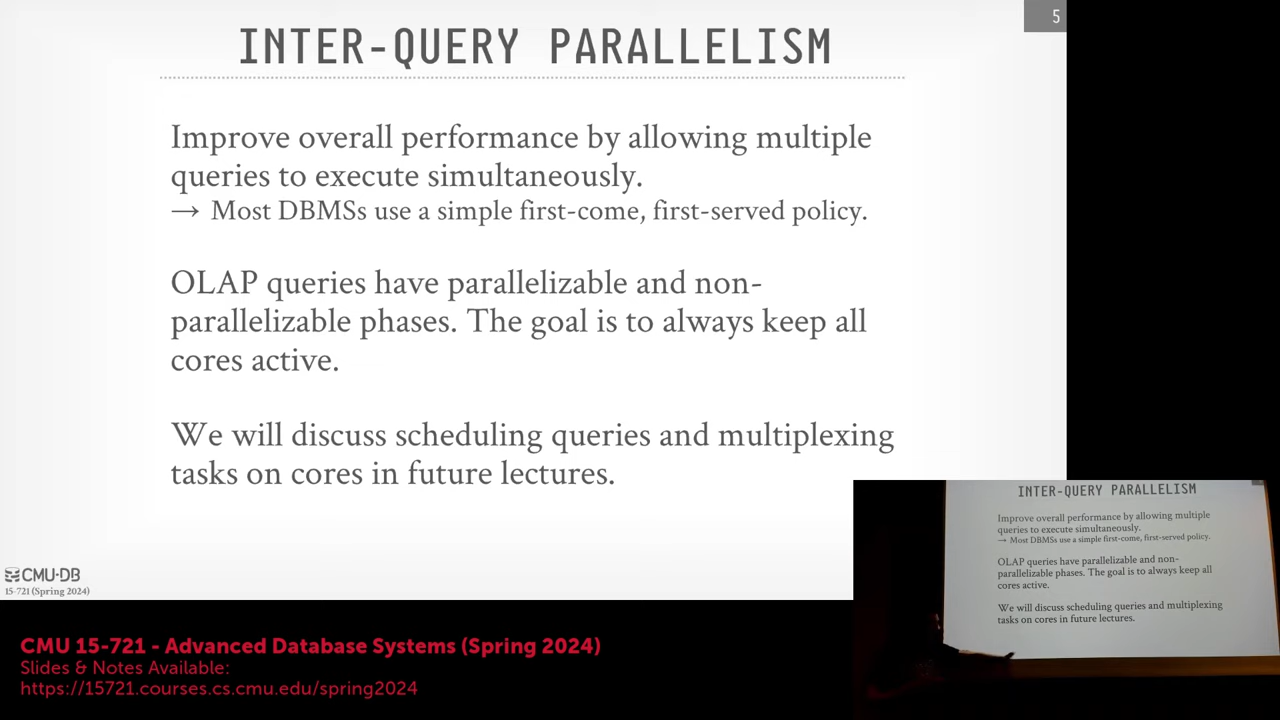 5
INTER-QUERY PARALLELISM
Improve overall performance by allowing multiple
queries to execute simultaneously.
→ Most DBMSs use a simple first-come, first-served policy.
OLAP queries have parallelizable and non-
parallelizable phases. The goal is to always keep all
cores active.
We will discuss scheduling queries and multiplexing
tasks on cores in future lectures.
CMU·DB
15-721 (Spring 2024)
INTER-QUERY PARALLELISM
Improve overall performance by allowing multiple
queries to execute simultaneously.
→ Most DBMSs use a simple first-come, first-served policy.
OLAP queries have parallelizable and non-
parallelizable phases. The goal is to always keep all
cores active.
We will discuss scheduling queries and multiplexing
tasks on cores in future lectures.
CMU 15-721 - Advanced Database Systems (Spring 2024)
Slides & Notes Available:
https://15721.courses.cs.cmu.edu/spring2024